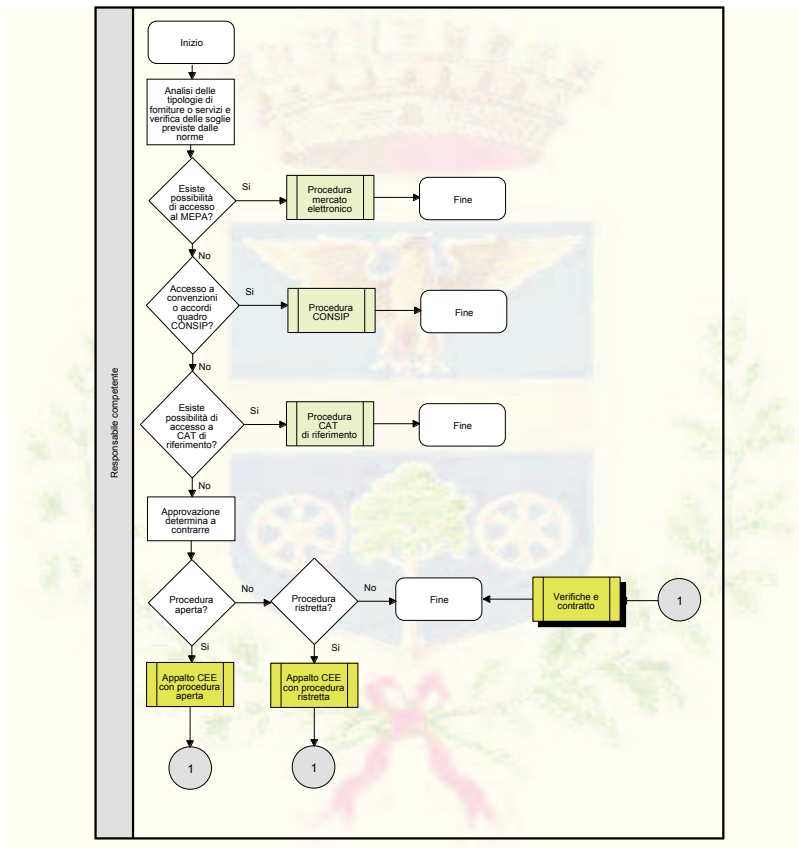 Responsabile competente
Inizio
Analisi delle
tipologie di
forniture o servizi e
verifica delle soglie
previste dalle
norme
Esiste
possibilità
di accesso
al MEPA?
Si
Procedura
mercato
elettronico
Fine
No
Accesso a
convenzioni
o accordi
quadro
CONSIP?
Si
Procedura
CONSIP
Fine
No
Esiste
possibilità di
accesso a
CAT di
riferimento?
Si
Procedura
CAT
di riferimento
Fine
No
Approvazione
determina a
contrarre
Procedura
aperta?
No
Procedura
ristretta?
No
Fine
Verifiche e
contratto
1
Si
Si
Appalto CEE
con procedura
aperta
Appalto CEE
con procedura
ristretta
1
1